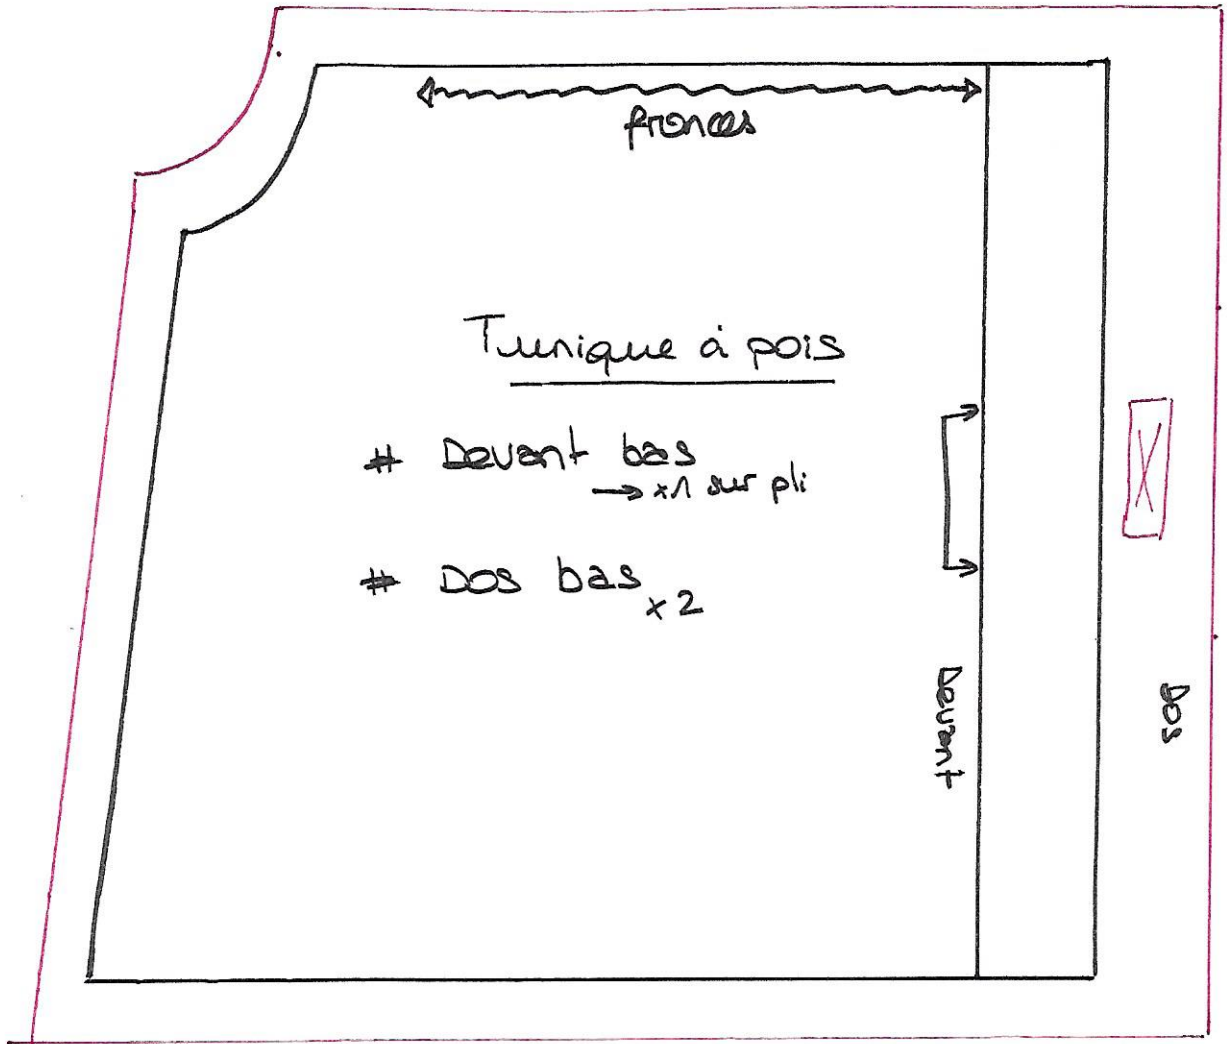 fronces
Tunique à pois
# Devant bas
→ x1 sur pli
# Dos bas x2
Devant
Dos